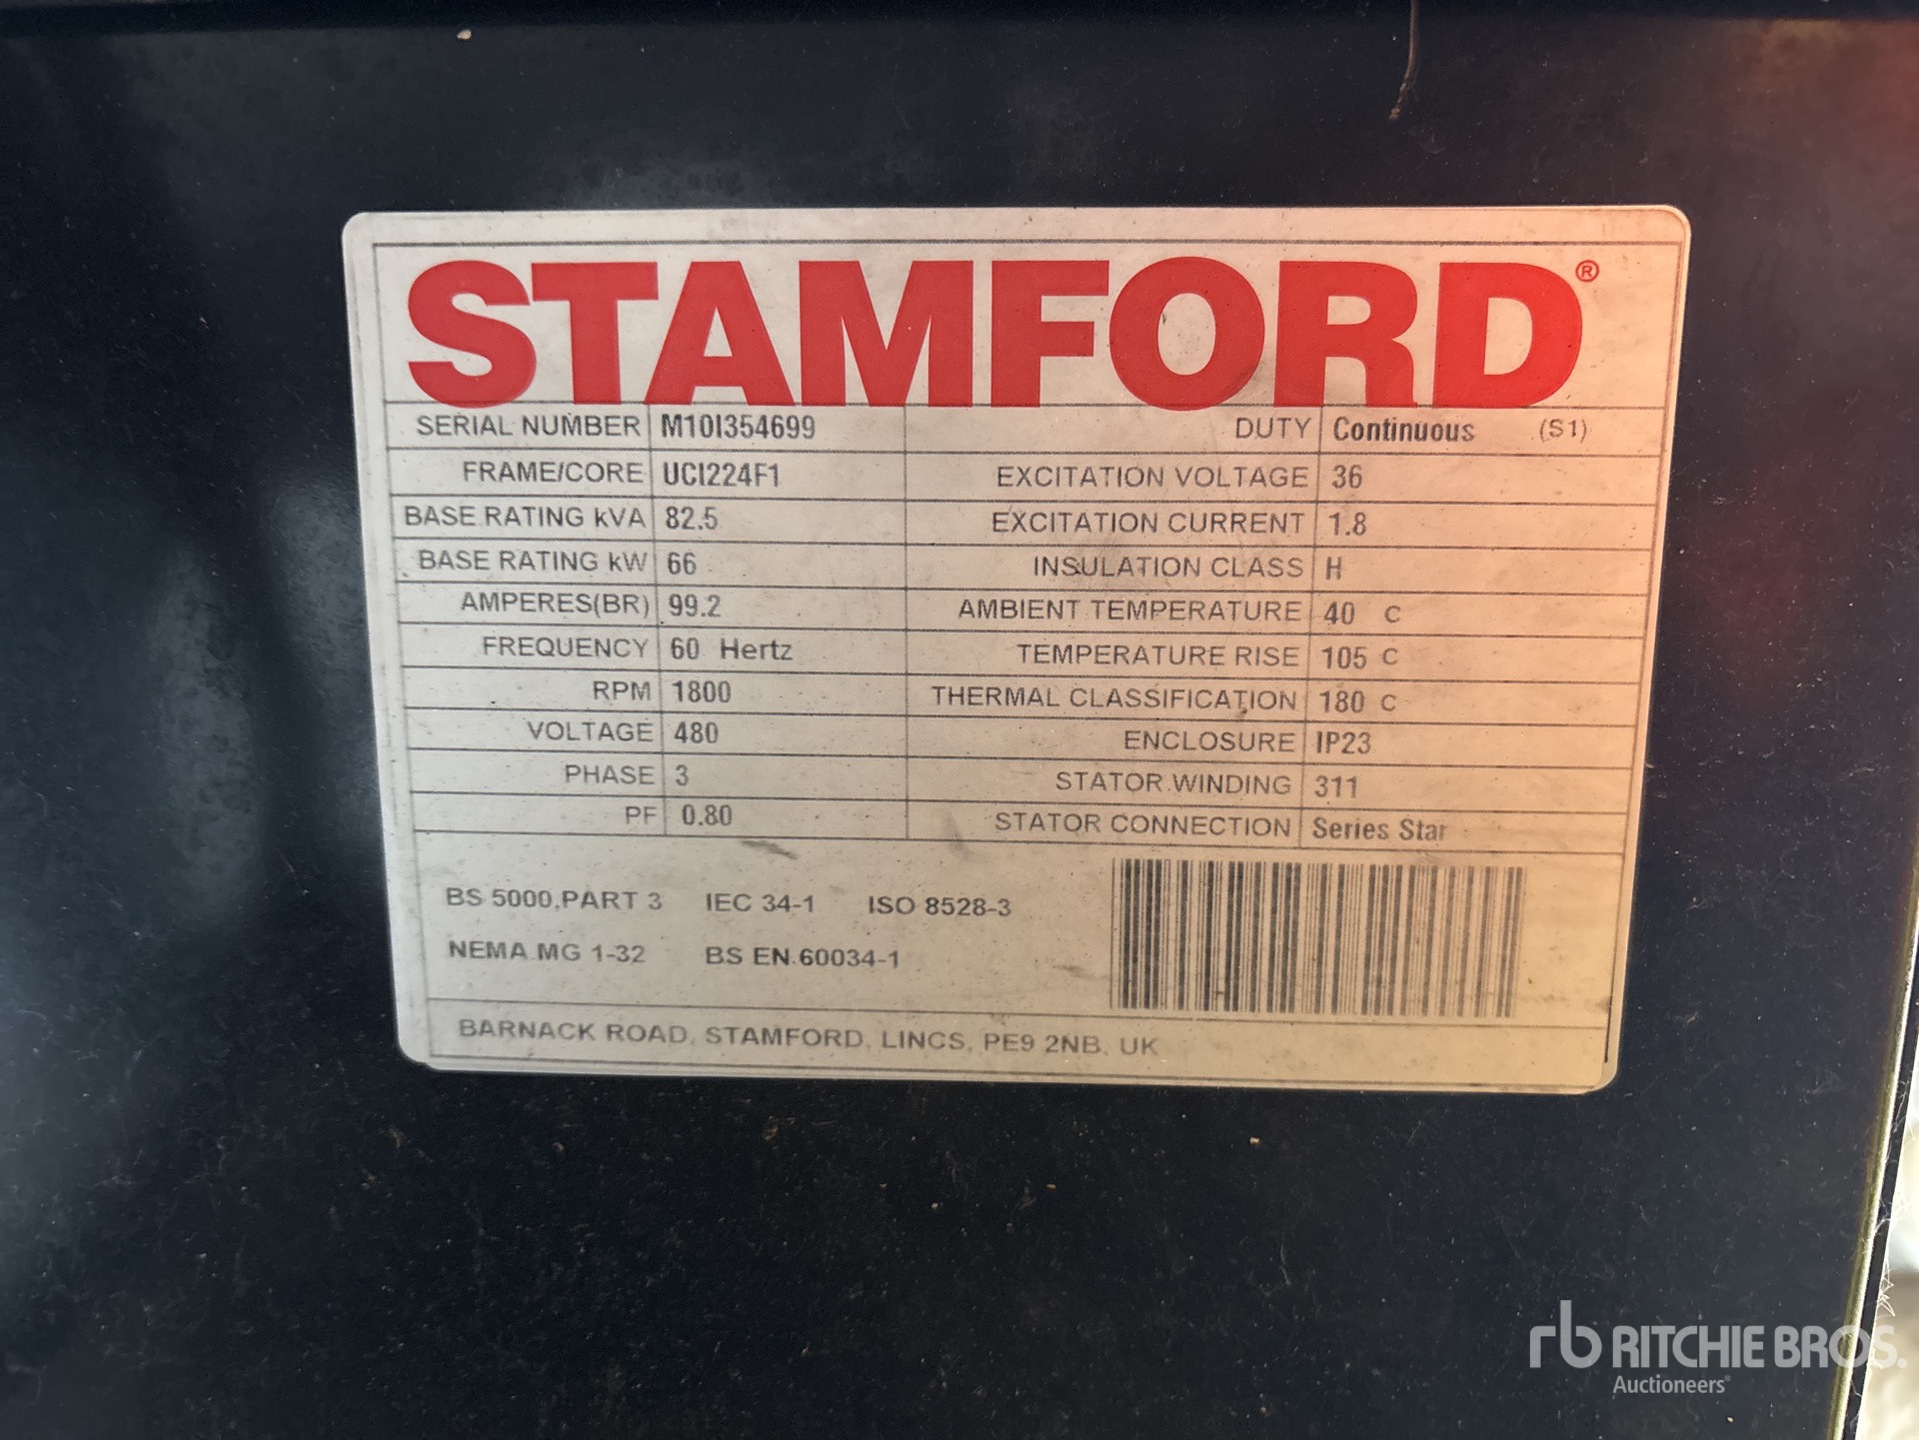 STAMFORD®
SERIAL NUMBER M10I354699 DUTY Continuous (S1)
FRAME/CORE UCI224F1 EXCITATION VOLTAGE 36
BASE RATING kVA 82.5 EXCITATION CURRENT 1.8
BASE RATING kW 66 INSULATION CLASS H
AMPERES(BR) 99.2 AMBIENT TEMPERATURE 40 C
FREQUENCY 60 Hertz TEMPERATURE RISE 105 C
RPM 1800 THERMAL CLASSIFICATION 180 C
VOLTAGE 480 ENCLOSURE IP23
PHASE 3 STATOR WINDING 311
PF 0.80 STATOR CONNECTION Series Star
BS 5000,PART 3 IEC 34-1 ISO 8528-3
NEMA MG 1-32 BS EN 60034-1
BARNACK ROAD, STAMFORD, LINCS, PE9 2NB, UK
rb RITCHIE BROS.
Auctioneers®